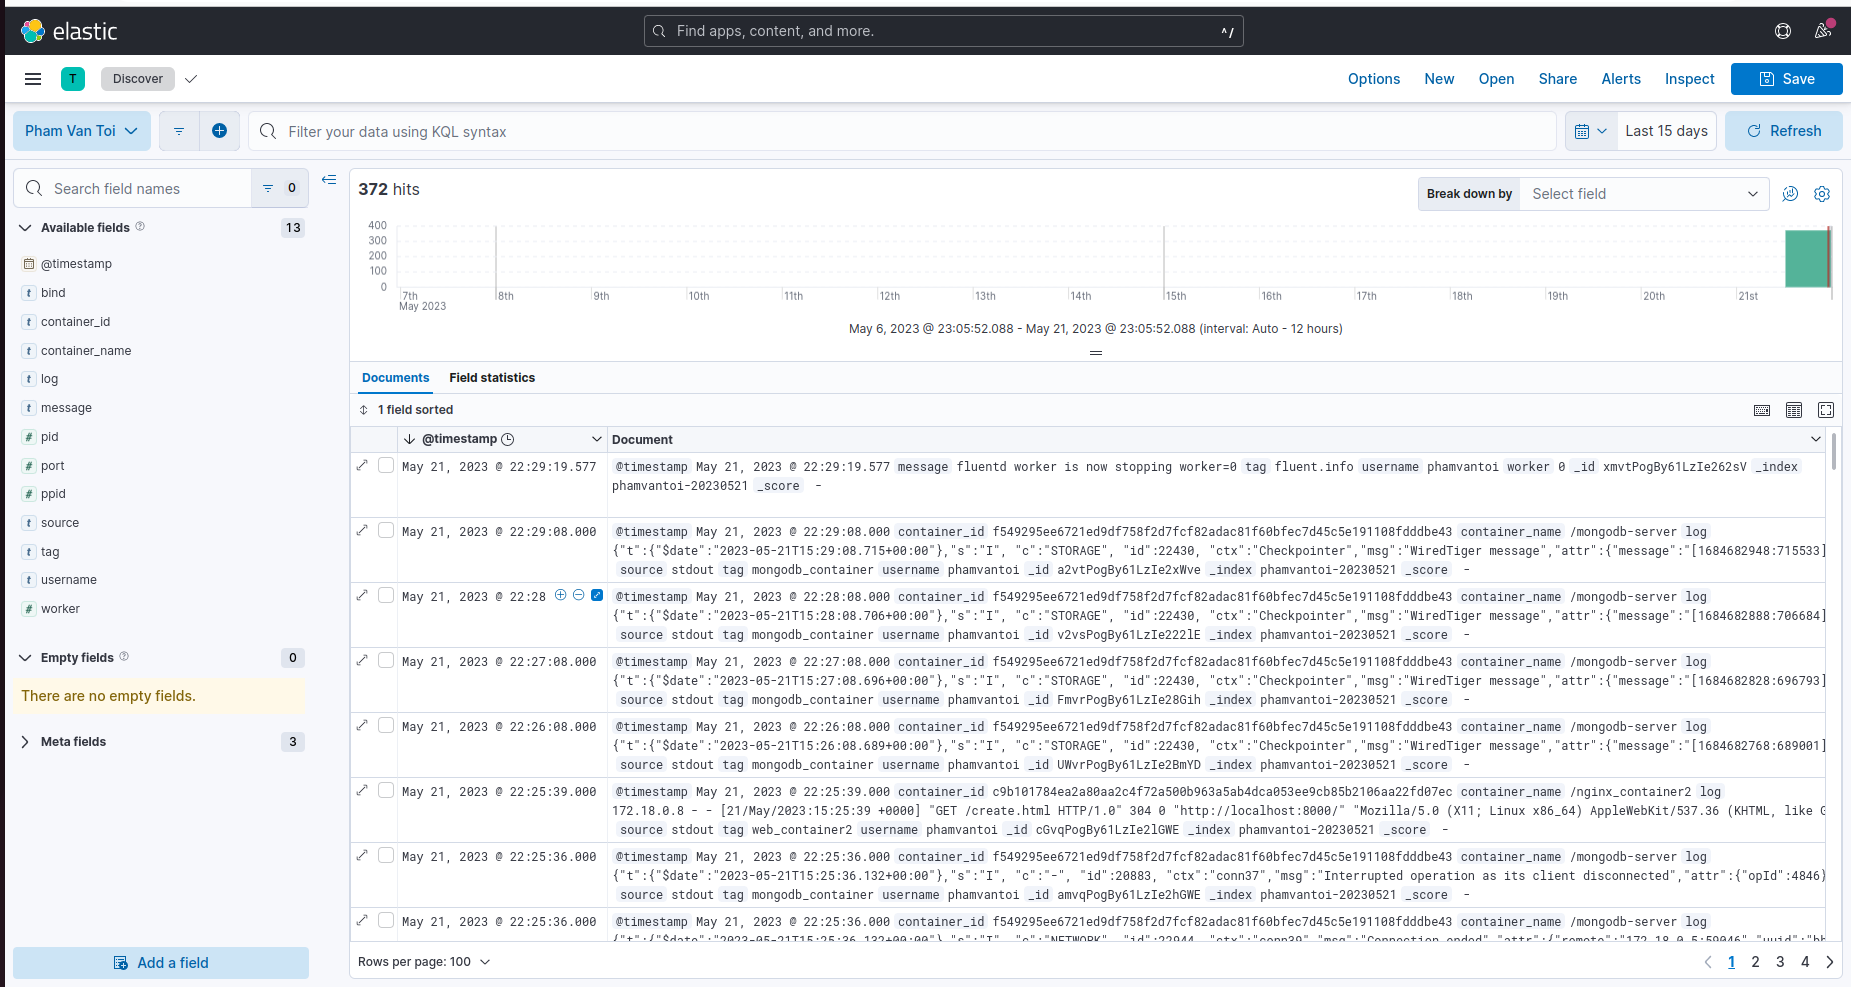 elastic
Find apps, content, and more.
^/
T
Discover
Options
New
Open
Share
Alerts
Inspect
Save
Pham Van Toi
Filter your data using KQL syntax
Last 15 days
Refresh
Search field names
0
Available fields
13
@timestamp
t bind
t container_id
t container_name
t log
t message
# pid
# port
# ppid
t source
t tag
t username
# worker
Empty fields
0
There are no empty fields.
Meta fields
3
Add a field
372 hits
Break down by
Select field
400
300
200
100
0
7th
8th
9th
10th
11th
12th
13th
14th
15th
16th
17th
18th
19th
20th
21st
May 2023
May 6, 2023 @ 23:05:52.088 - May 21, 2023 @ 23:05:52.088 (interval: Auto - 12 hours)
Documents
Field statistics
1 field sorted
@timestamp
Document
May 21, 2023 @ 22:29:19.577
@timestamp May 21, 2023 @ 22:29:19.577 message fluentd worker is now stopping worker=0 tag fluent.info username phamvantoi worker 0 _id xmvtPogBy61LzIe262sV _index
phamvantoi-20230521 _score -
May 21, 2023 @ 22:29:08.000
@timestamp May 21, 2023 @ 22:29:08.000 container_id f549295ee6721ed9df758f2d7fcf82adac81f60bfec7d45c5e191108fdddbe43 container_name /mongodb-server log
{"t":{"$date":"2023-05-21T15:29:08.715+00:00"},"s":"I", "c":"STORAGE", "id":22430, "ctx":"Checkpointer","msg":"WiredTiger message","attr":{"message":"[1684682948:715533]
source stdout tag mongodb_container username phamvantoi _id a2vtPogBy61LzIe2xWve _index phamvantoi-20230521 _score -
May 21, 2023 @ 22:28
@timestamp May 21, 2023 @ 22:28:08.000 container_id f549295ee6721ed9df758f2d7fcf82adac81f60bfec7d45c5e191108fdddbe43 container_name /mongodb-server log
{"t":{"$date":"2023-05-21T15:28:08.706+00:00"},"s":"I", "c":"STORAGE", "id":22430, "ctx":"Checkpointer","msg":"WiredTiger message","attr":{"message":"[1684682888:706684]
source stdout tag mongodb_container username phamvantoi _id v2vsPogBy61LzIe222lE _index phamvantoi-20230521 _score -
May 21, 2023 @ 22:27:08.000
@timestamp May 21, 2023 @ 22:27:08.000 container_id f549295ee6721ed9df758f2d7fcf82adac81f60bfec7d45c5e191108fdddbe43 container_name /mongodb-server log
{"t":{"$date":"2023-05-21T15:27:08.696+00:00"},"s":"I", "c":"STORAGE", "id":22430, "ctx":"Checkpointer","msg":"WiredTiger message","attr":{"message":"[1684682828:696793]
source stdout tag mongodb_container username phamvantoi _id FmvrPogBy61LzIe28Gih _index phamvantoi-20230521 _score -
May 21, 2023 @ 22:26:08.000
@timestamp May 21, 2023 @ 22:26:08.000 container_id f549295ee6721ed9df758f2d7fcf82adac81f60bfec7d45c5e191108fdddbe43 container_name /mongodb-server log
{"t":{"$date":"2023-05-21T15:26:08.689+00:00"},"s":"I", "c":"STORAGE", "id":22430, "ctx":"Checkpointer","msg":"WiredTiger message","attr":{"message":"[1684682768:689001]
source stdout tag mongodb_container username phamvantoi _id UWvrPogBy61LzIe2BmYD _index phamvantoi-20230521 _score -
May 21, 2023 @ 22:25:39.000
@timestamp May 21, 2023 @ 22:25:39.000 container_id c9b101784ea2a80aa2c4f72a500b963a5ab4dca053ee9cb85b2106aa22fd07ec container_name /nginx_container2 log
172.18.0.8 - - [21/May/2023:15:25:39 +0000] "GET /create.html HTTP/1.0" 304 0 "http://localhost:8000/" "Mozilla/5.0 (X11; Linux x86_64) AppleWebKit/537.36 (KHTML, like G
source stdout tag web_container2 username phamvantoi _id cGvqPogBy61LzIe2lGWE _index phamvantoi-20230521 _score -
May 21, 2023 @ 22:25:36.000
@timestamp May 21, 2023 @ 22:25:36.000 container_id f549295ee6721ed9df758f2d7fcf82adac81f60bfec7d45c5e191108fdddbe43 container_name /mongodb-server log
{"t":{"$date":"2023-05-21T15:25:36.132+00:00"},"s":"I", "c":"-", "id":20883, "ctx":"conn37","msg":"Interrupted operation as its client disconnected","attr":{"opId":4846}
source stdout tag mongodb_container username phamvantoi _id amvqPogBy61LzIe2hGWE _index phamvantoi-20230521 _score -
May 21, 2023 @ 22:25:36.000
@timestamp May 21, 2023 @ 22:25:36.000 container_id f549295ee6721ed9df758f2d7fcf82adac81f60bfec7d45c5e191108fdddbe43 container_name /mongodb-server log
{"t":{"$date":"2023-05-21T15:25:36.132+00:00"},"s":"I", "c":"NETWORK", "id":22944, "ctx":"conn39","msg":"Connection ended","attr":{"remote":"172.18.0.5:59046","uuid":
Rows per page: 100
1 2 3 4